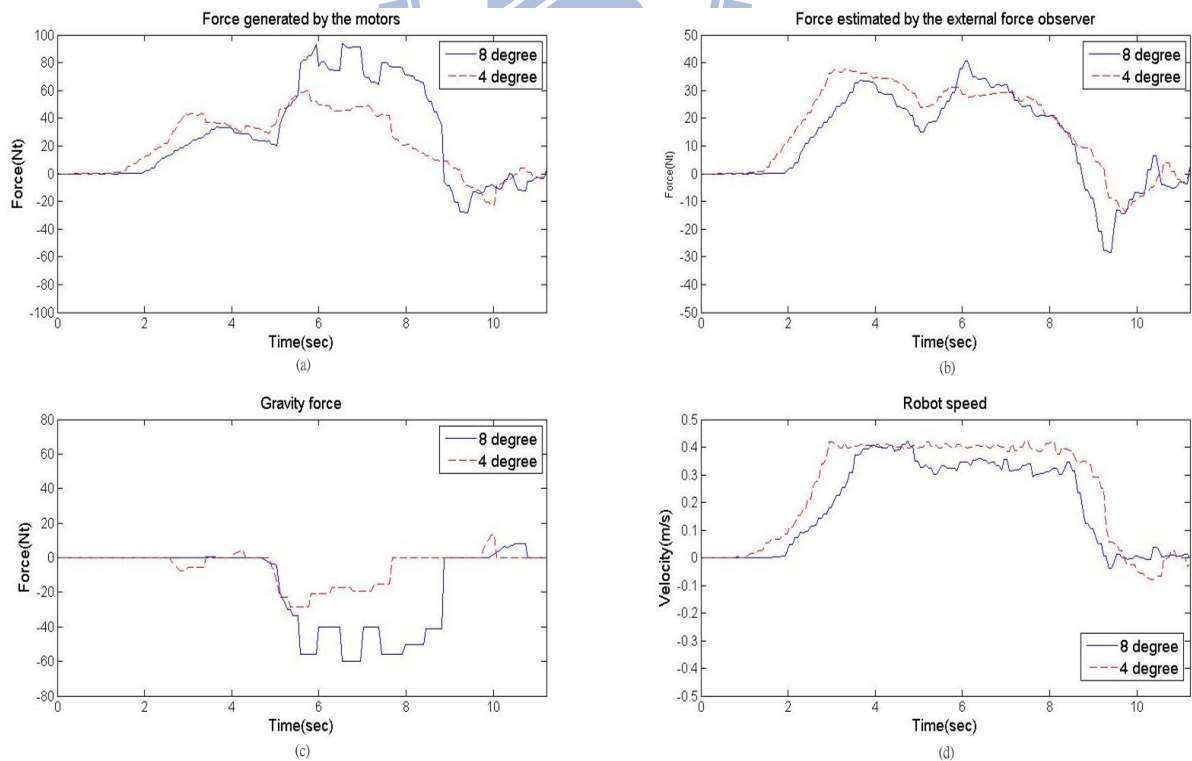 Force generated by the motors
100
80
60
40
20
0
-20
-40
-60
-80
-100
Force(Nt)
8 degree
4 degree
0 2 4 6 8 10
Time(sec)
(a)
Force estimated by the external force observer
50
40
30
20
10
0
-10
-20
-30
-40
-50
Force(Nt)
8 degree
4 degree
0 2 4 6 8 10
Time(sec)
(b)
Gravity force
80
60
40
20
0
-20
-40
-60
-80
Force(Nt)
8 degree
4 degree
0 2 4 6 8 10
Time(sec)
(c)
Robot speed
0.5
0.4
0.3
0.2
0.1
0
-0.1
-0.2
-0.3
-0.4
-0.5
Velocity(m/s)
8 degree
4 degree
0 2 4 6 8 10
Time(sec)
(d)